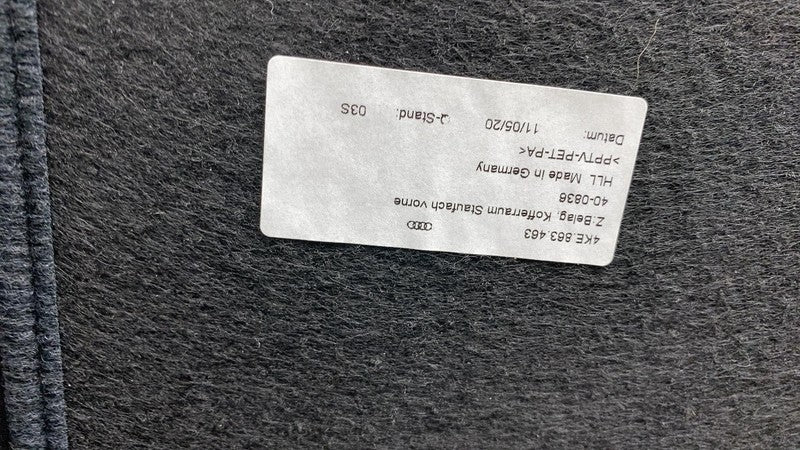 4KE.863.463
Z:Belag, Kofferraum Staufach vorne
40-0836
HLL Made in Germany
>PPTV-PET-PA<
Datum: 11/05/20 Q-Stand: 03S